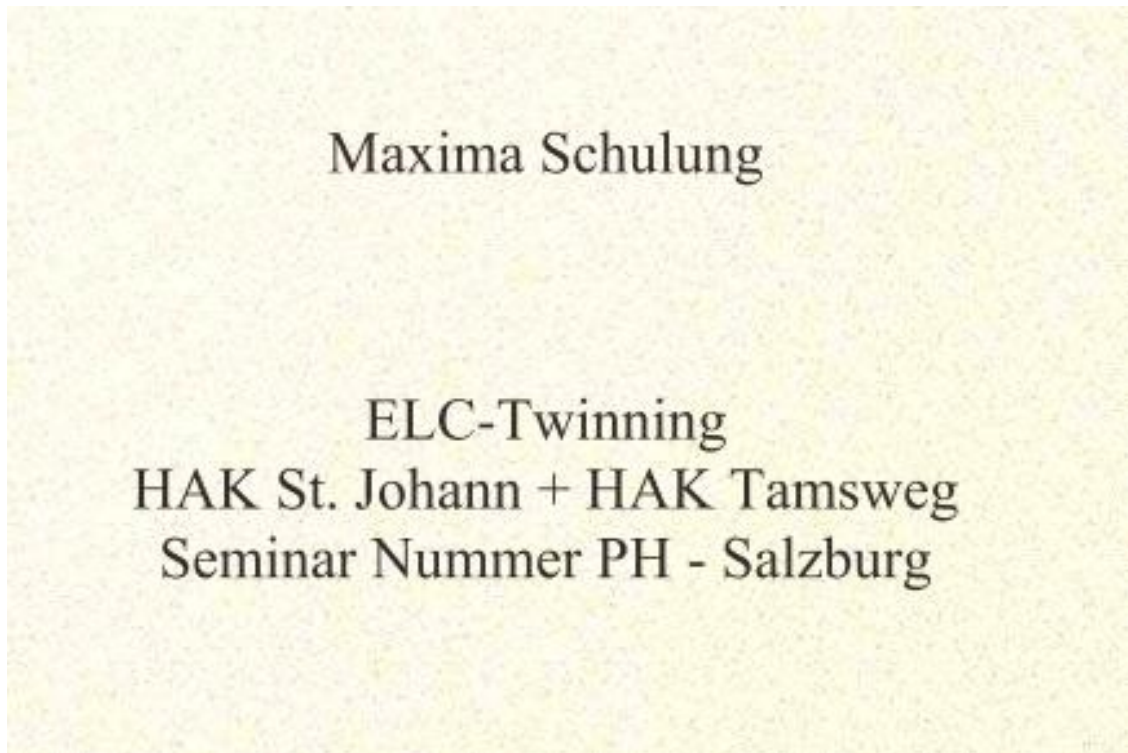 Maxima Schulung
ELC-Twinning
HAK St. Johann + HAK Tamsweg
Seminar Nummer PH - Salzburg